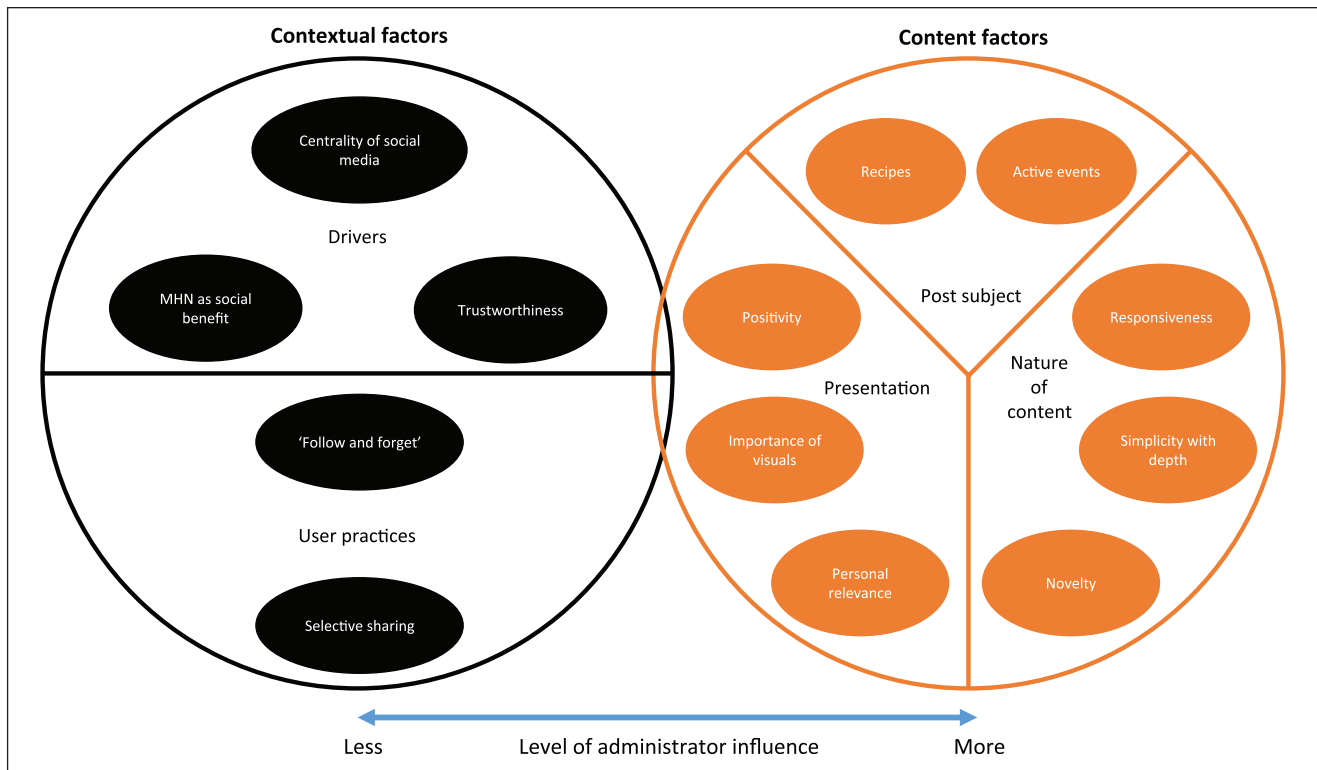 Contextual factors
Centrality of social
media
Drivers
MHN as social
benefit
Trustworthiness
‘Follow and forget’
User practices
Selective sharing
Content factors
Recipes
Active events
Post subject
Positivity
Presentation
Importance of
visuals
Personal
relevance
Responsiveness
Nature
of
content
Simplicity with
depth
Novelty
Less
Level of administrator influence
More